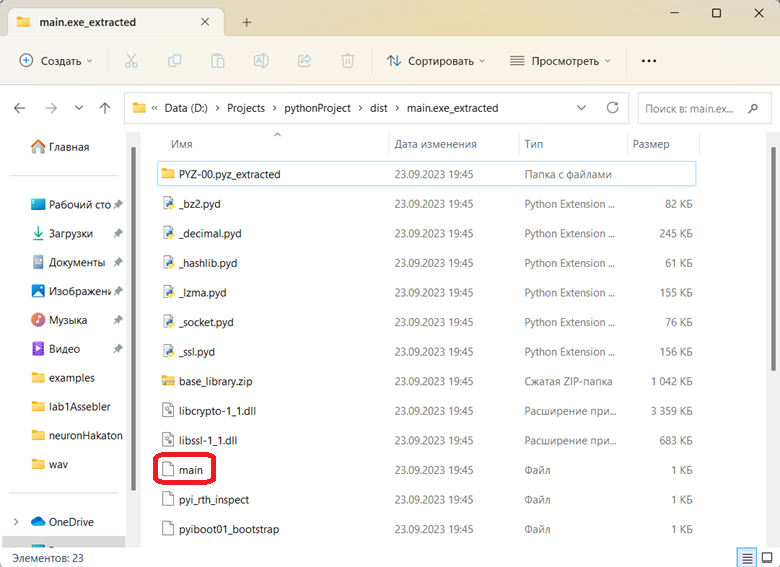 main.exe_extracted
Создать
Сортировать
Просмотреть
« Data (D:) Projects pythonProject dist main.exe_extracted
Поиск в: main.ex...
Имя Дата изменения Тип Размер
Главная
Рабочий сто
Загрузки
Документы
Изображени
Музыка
Видео
examples
lab1Assebler
neuronHakaton
wav
OneDrive
PYZ-00.pyz_extracted 23.09.2023 19:45 Папка с файлами
_bz2.pyd 23.09.2023 19:45 Python Extension ... 82 КБ
_decimal.pyd 23.09.2023 19:45 Python Extension ... 245 КБ
_hashlib.pyd 23.09.2023 19:45 Python Extension ... 61 КБ
_lzma.pyd 23.09.2023 19:45 Python Extension ... 155 КБ
_socket.pyd 23.09.2023 19:45 Python Extension ... 76 КБ
_ssl.pyd 23.09.2023 19:45 Python Extension ... 156 КБ
base_library.zip 23.09.2023 19:45 Сжатая ZIP-папка 1 042 КБ
libcrypto-1_1.dll 23.09.2023 19:45 Расширение при... 3 359 КБ
libssl-1_1.dll 23.09.2023 19:45 Расширение при... 683 КБ
main 23.09.2023 19:45 Файл 1 КБ
pyi_rth_inspect 23.09.2023 19:45 Файл 1 КБ
pyiboot01_bootstrap 23.09.2023 19:45 Файл 1 КБ
Элементов: 23